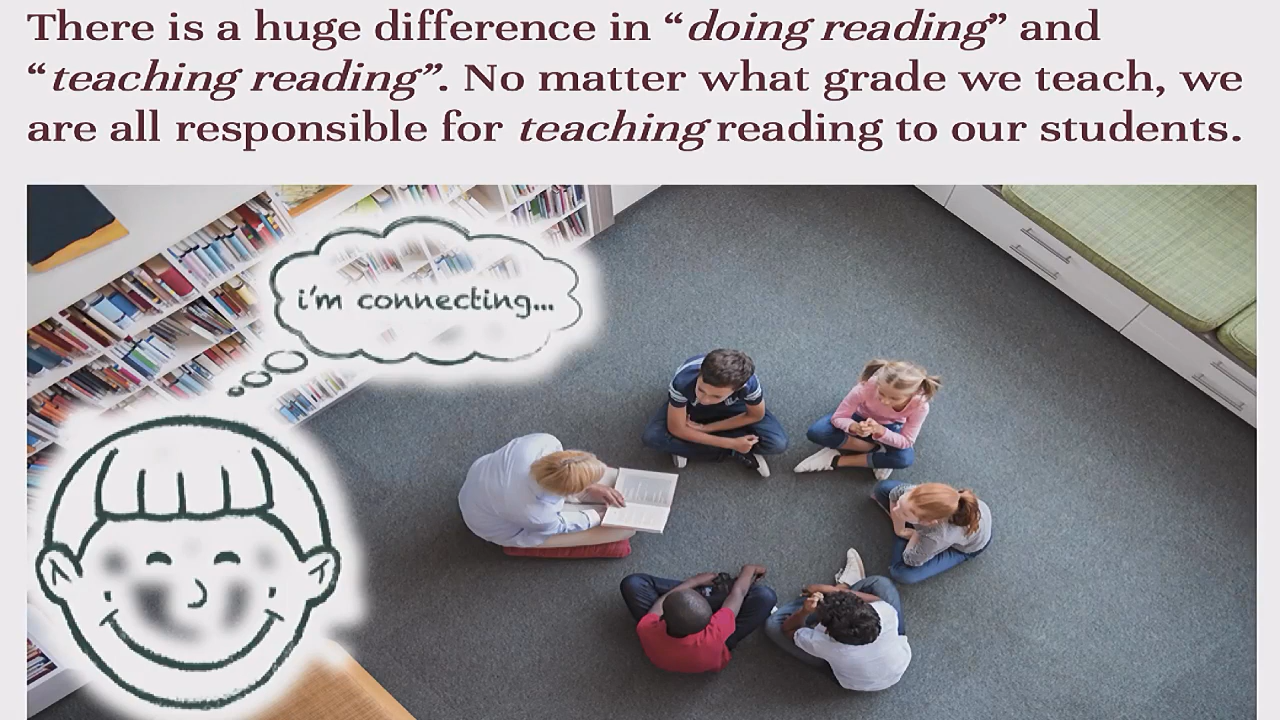 There is a huge difference in “doing reading” and
“teaching reading”. No matter what grade we teach, we
are all responsible for teaching reading to our students.
i'm connecting...